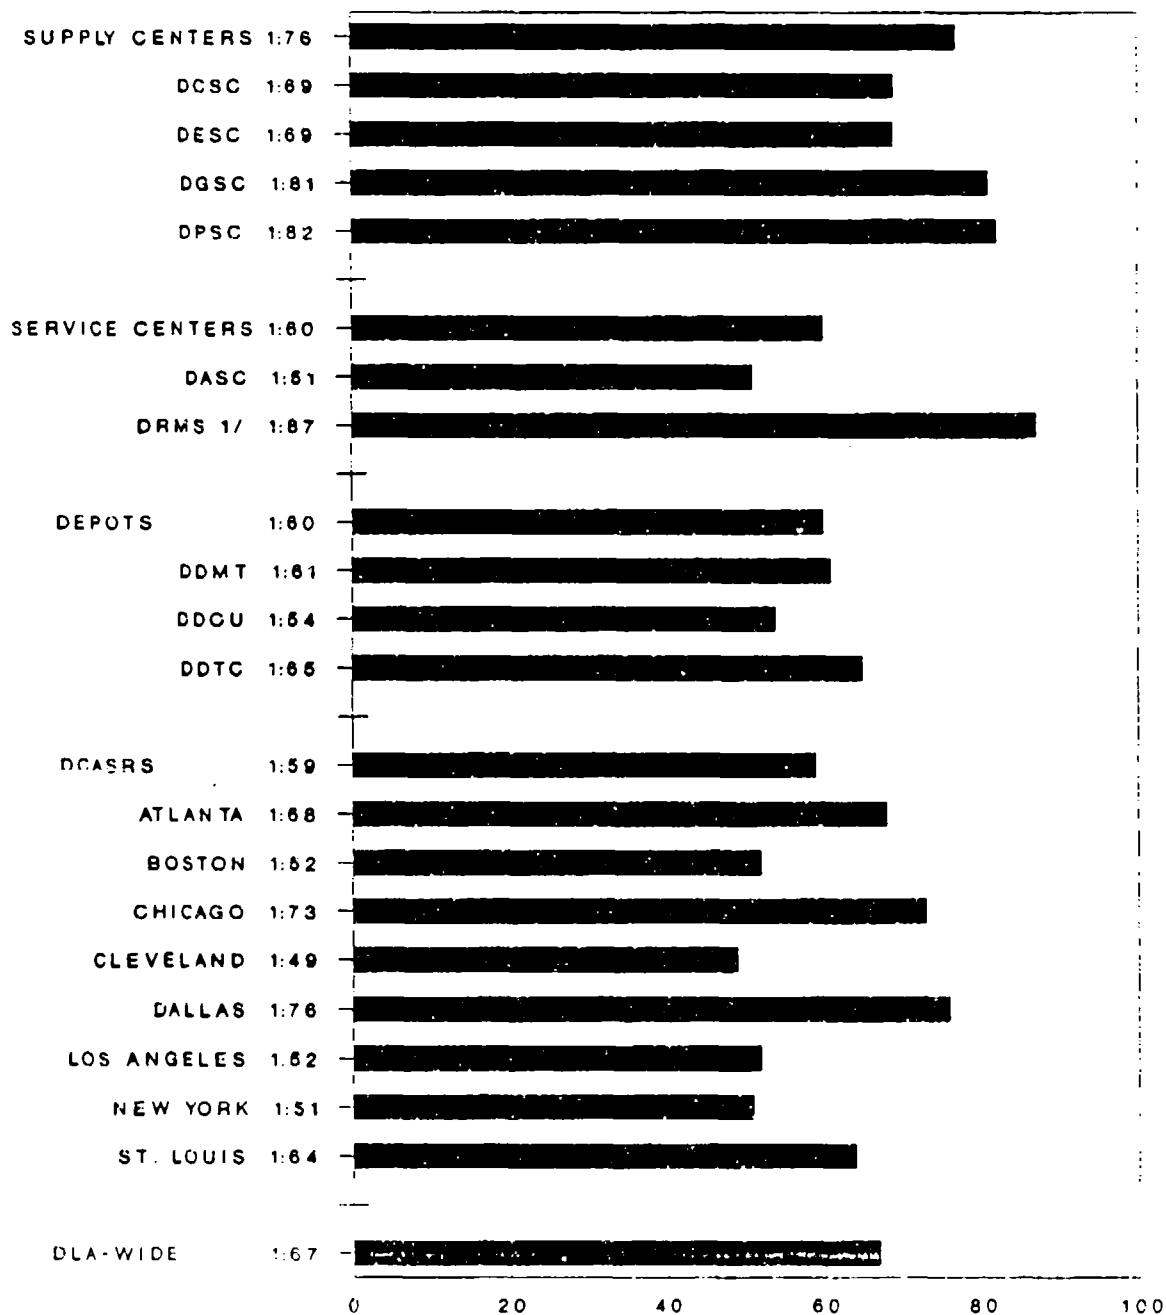 SUPPLY CENTERS 1:76
DCSC 1:69
DESC 1:69
DGSC 1:81
DPSC 1:82
SERVICE CENTERS 1:60
DASC 1:51
DRMS 1/ 1:87
DEPOTS 1:60
DDMT 1:61
DDOU 1:54
DDTC 1:65
DCASRS 1:59
ATLANTA 1:68
BOSTON 1:52
CHICAGO 1:73
CLEVELAND 1:49
DALLAS 1:76
LOS ANGELES 1:52
NEW YORK 1:51
ST. LOUIS 1:64
DLA-WIDE 1:67
0 20 40 60 80 100